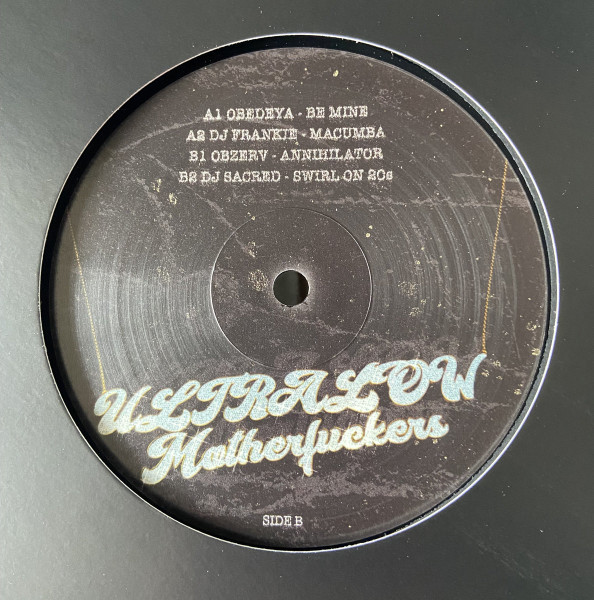 A1 OBEDEYA - BE MINE
A2 DJ FRANKIE - MACUMBA
B1 OBZERV - ANNIHILATOR
B2 DJ SACRED - SWIRL ON 20s
ULTRALOW
Motherfuckers
SIDE B